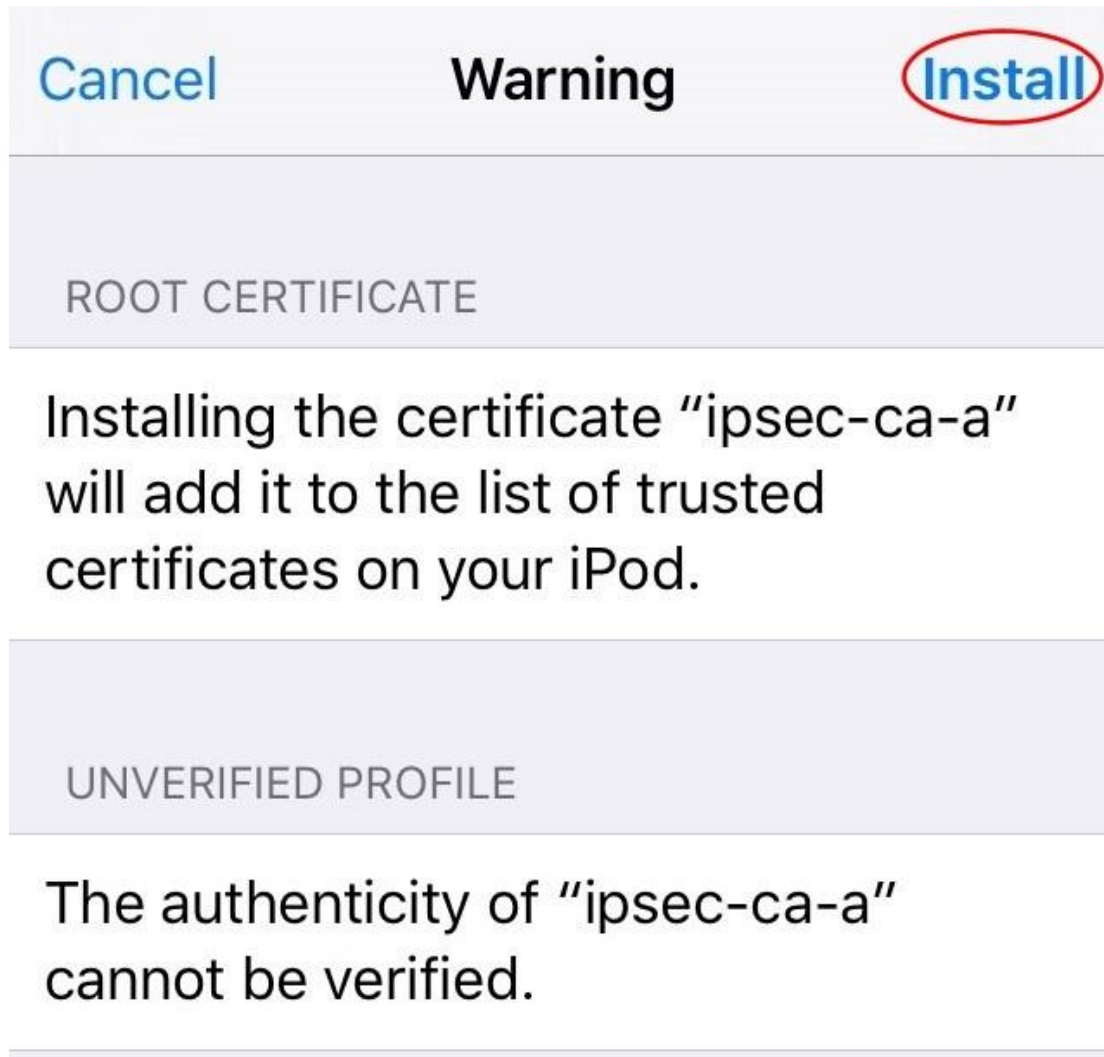 Cancel Warning Install
ROOT CERTIFICATE
Installing the certificate “ipsec-ca-a”
will add it to the list of trusted
certificates on your iPod.
UNVERIFIED PROFILE
The authenticity of “ipsec-ca-a”
cannot be verified.